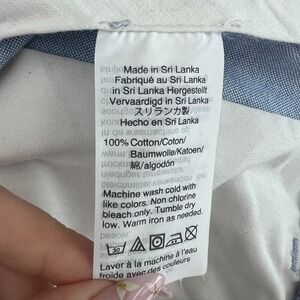 Made in Sri Lanka
Fabriqué au Sri Lanka
in Sri Lanka Hergestellt
Vervaardigd in Sri Lanka
スリランカ製
Hecho en Sri Lanka
100% Cotton/Coton/
Baumwolle/Katoen/
綿/algodón
Machine wash cold with
like colors. Non chlorine
bleach only. Tumble dry
low. Warm iron as needed.
30
Laver à la machine à l'eau
froide avec des couleurs